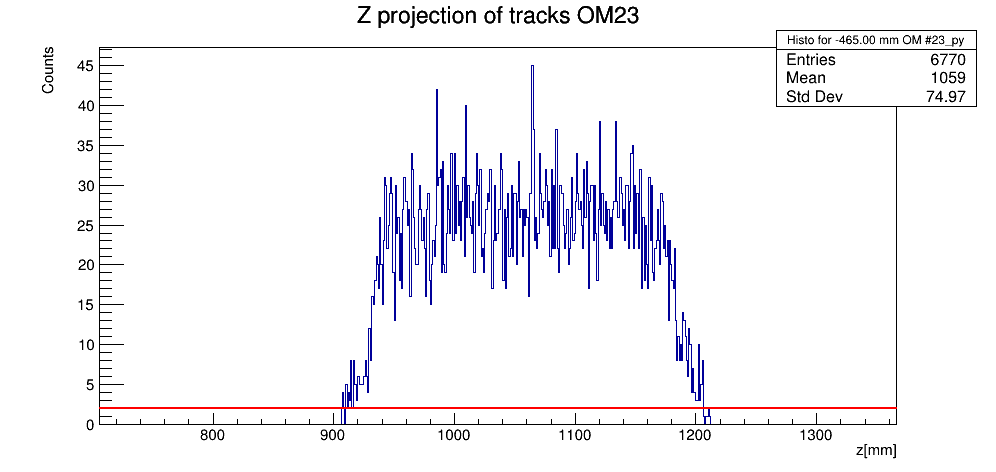 Z projection of tracks OM23
Histo for -465.00 mm OM #23_py
Entries 6770
Mean 1059
Std Dev 74.97
Counts
45
40
35
30
25
20
15
10
5
0
800 900 1000 1100 1200 1300
z[mm]